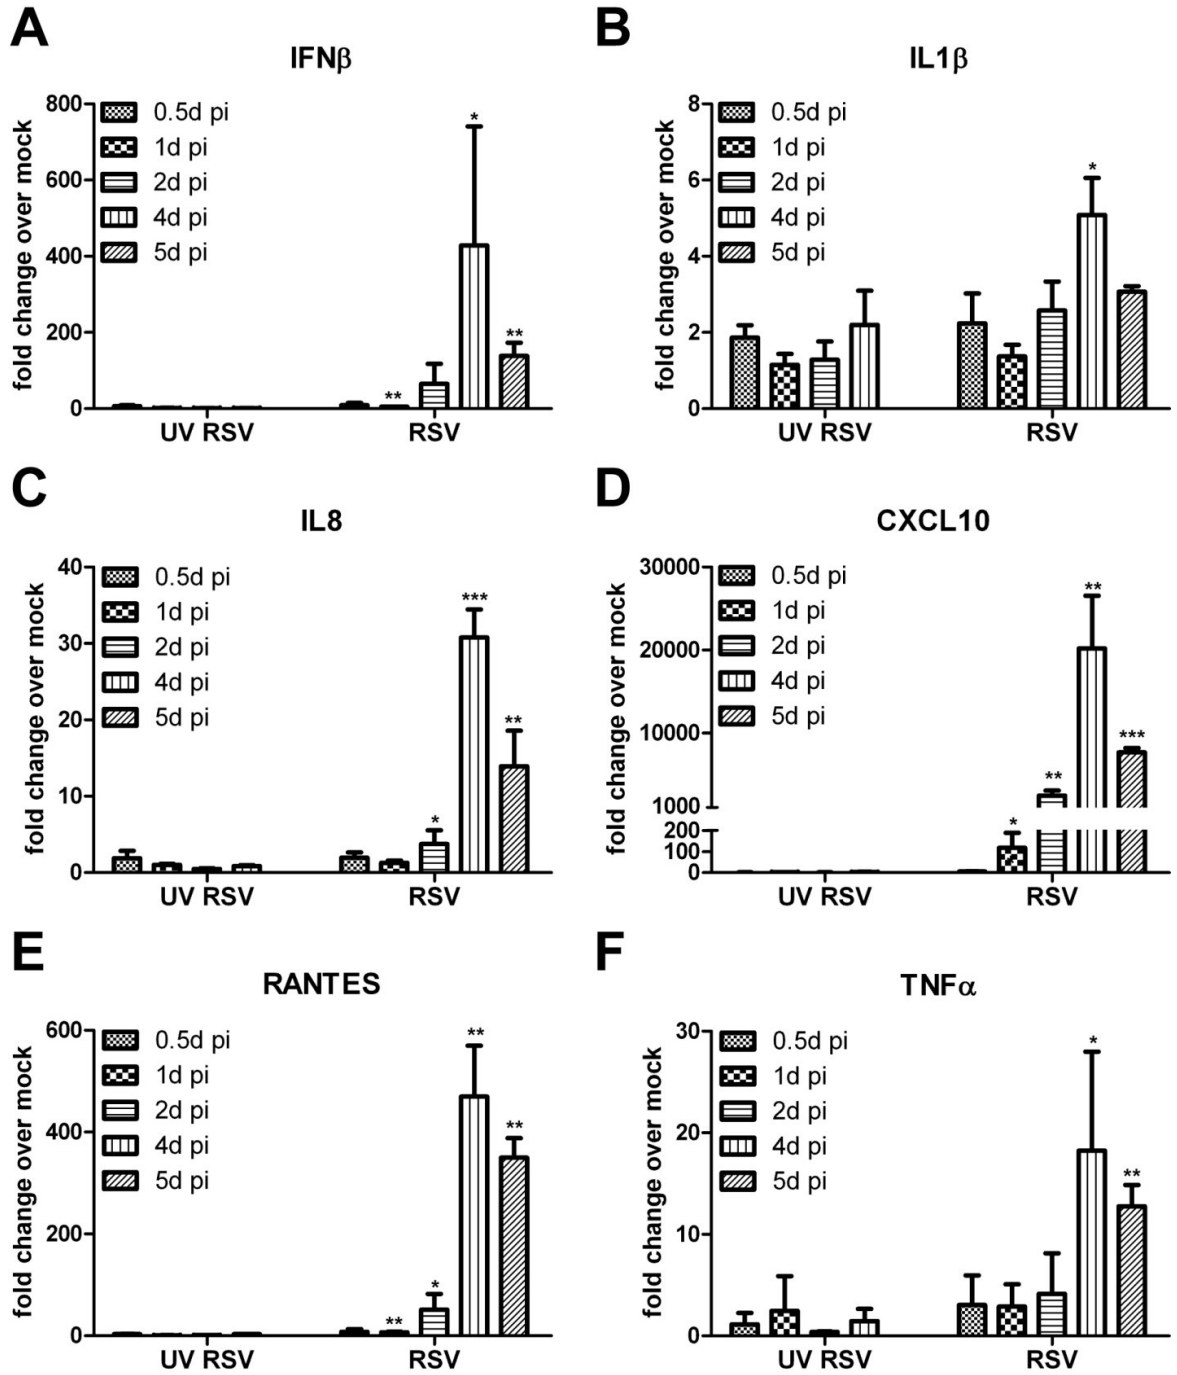 A
IFNβ
fold change over mock
800
600
400
200
0
0.5d pi
1d pi
2d pi
4d pi
5d pi
*
**
**
UV RSV
RSV
B
IL1β
fold change over mock
8
6
4
2
0
0.5d pi
1d pi
2d pi
4d pi
5d pi
*
UV RSV
RSV
C
IL8
fold change over mock
40
30
20
10
0
0.5d pi
1d pi
2d pi
4d pi
5d pi
***
**
*
UV RSV
RSV
D
CXCL10
fold change over mock
30000
20000
10000
1000
200
100
0
0.5d pi
1d pi
2d pi
4d pi
5d pi
**
***
**
*
UV RSV
RSV
E
RANTES
fold change over mock
600
400
200
0
0.5d pi
1d pi
2d pi
4d pi
5d pi
**
**
*
**
UV RSV
RSV
F
TNFα
fold change over mock
30
20
10
0
0.5d pi
1d pi
2d pi
4d pi
5d pi
*
**
UV RSV
RSV